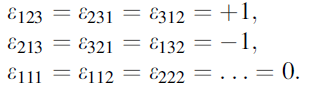 ε₁₂₃ = ε₂₃₁ = ε₃₁₂ = +1,
ε₂₁₃ = ε₃₂₁ = ε₁₃₂ = −1,
ε₁₁₁ = ε₁₁₂ = ε₂₂₂ = ... = 0.